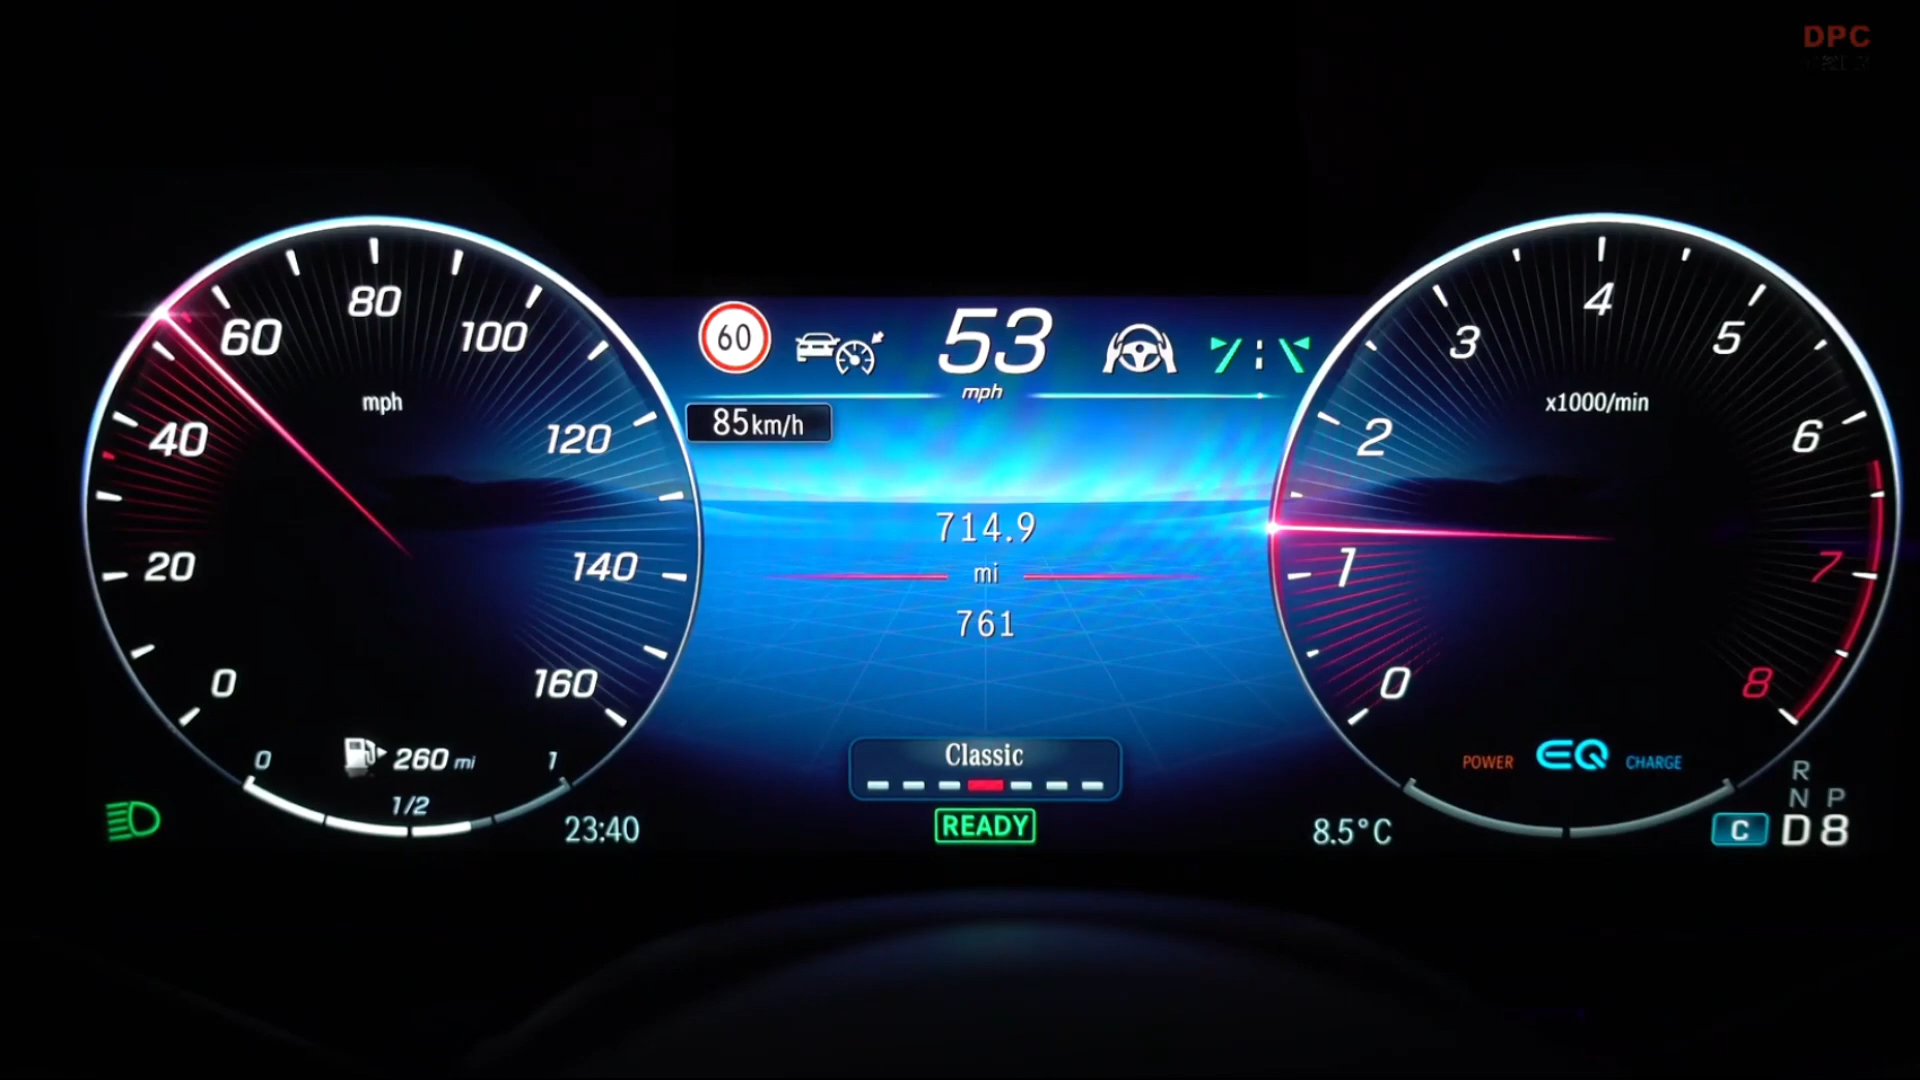 DPC
60
53
mph
85km/h
714.9
mi
761
Classic
READY
80
60
100
mph
40
120
20
140
0
160
0
260 mi
1
1/2
23:40
4
3
5
x1000/min
2
6
1
7
0
8
POWER
EQ
CHARGE
8.5°C
R
N P
C D8